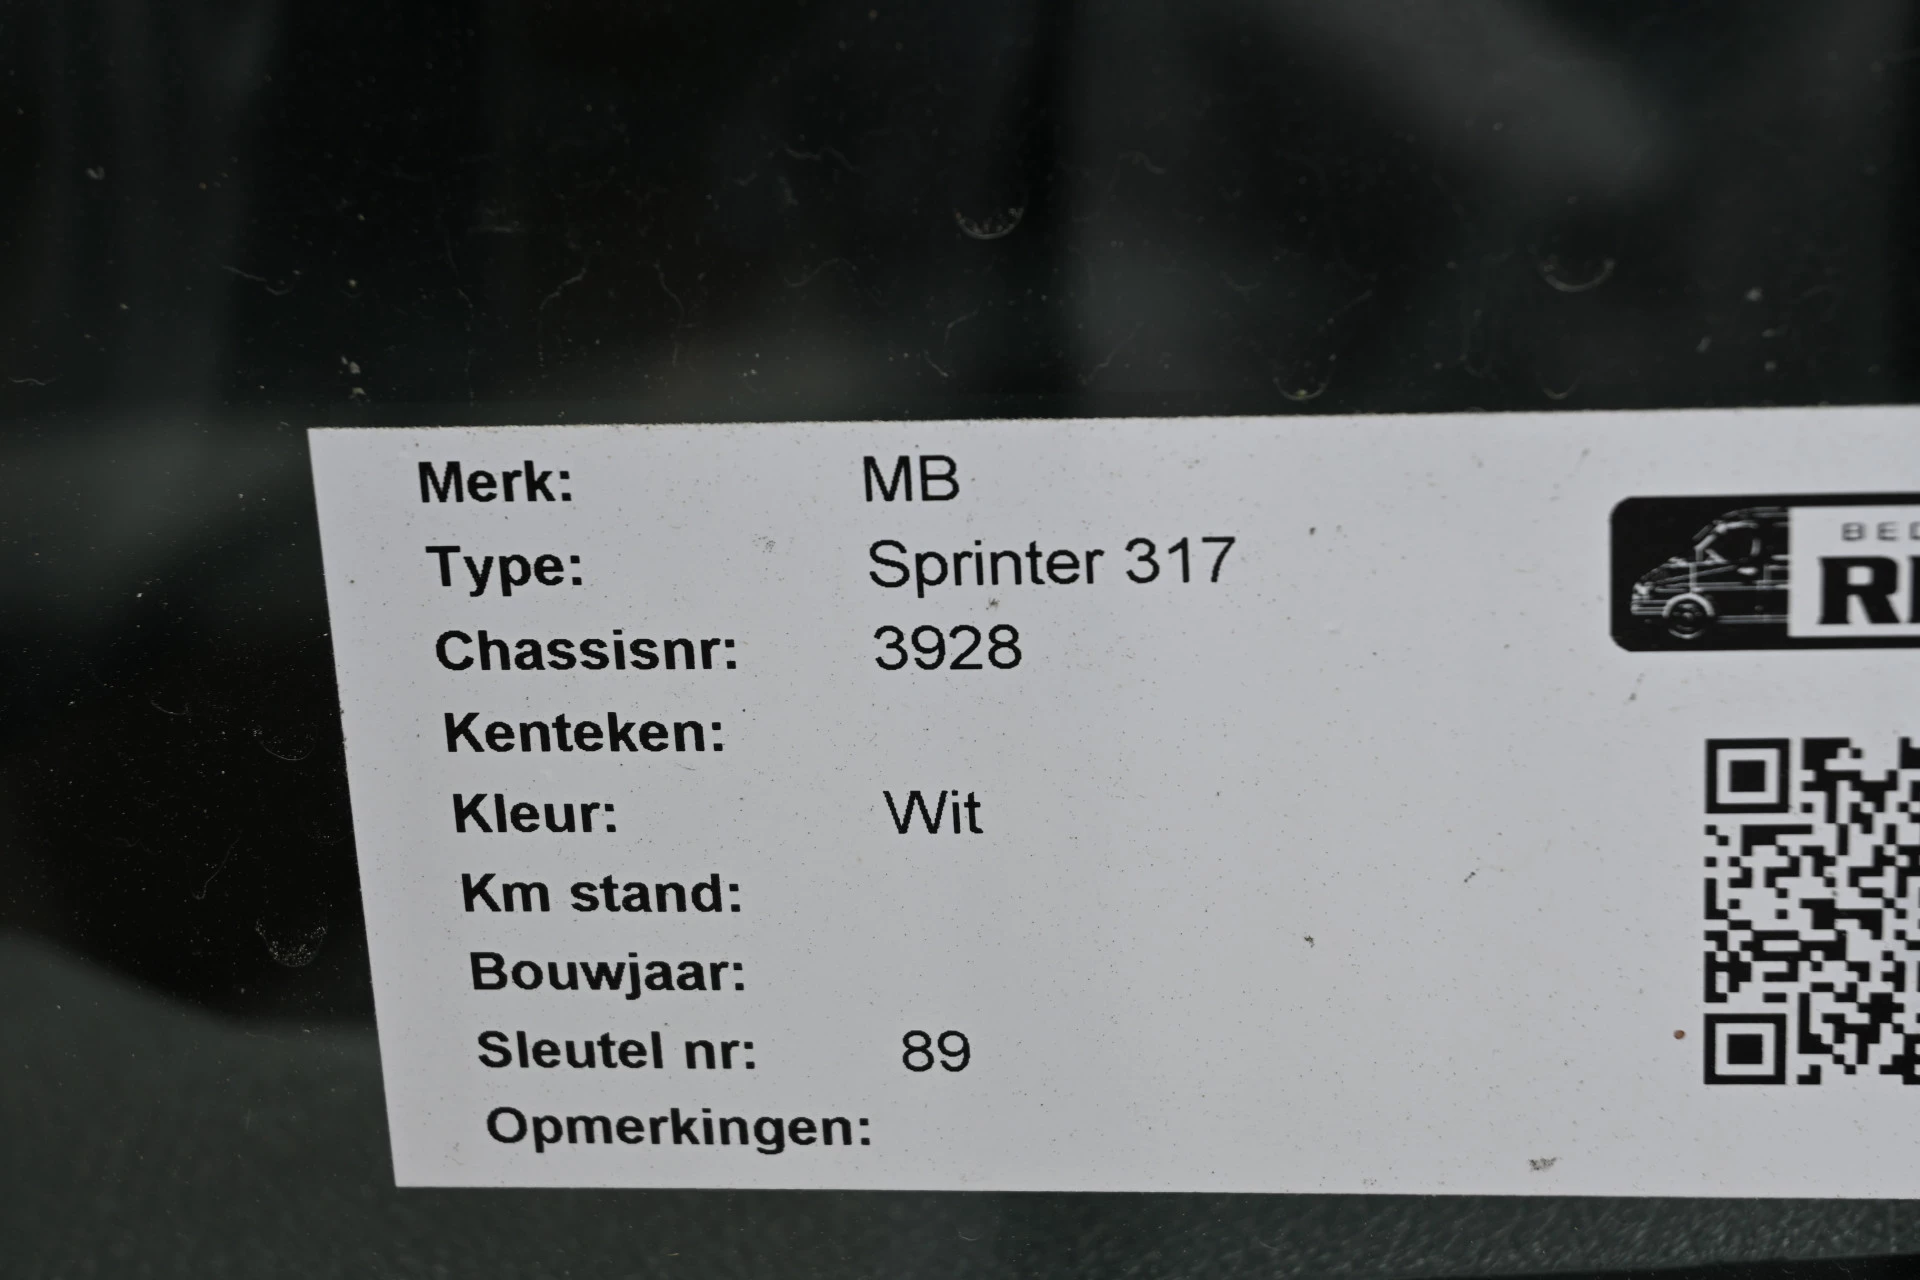 Merk: MB
Type: Sprinter 317
Chassisnr: 3928
Kenteken:
Kleur: Wit
Km stand:
Bouwjaar:
Sleutel nr: 89
Opmerkingen: